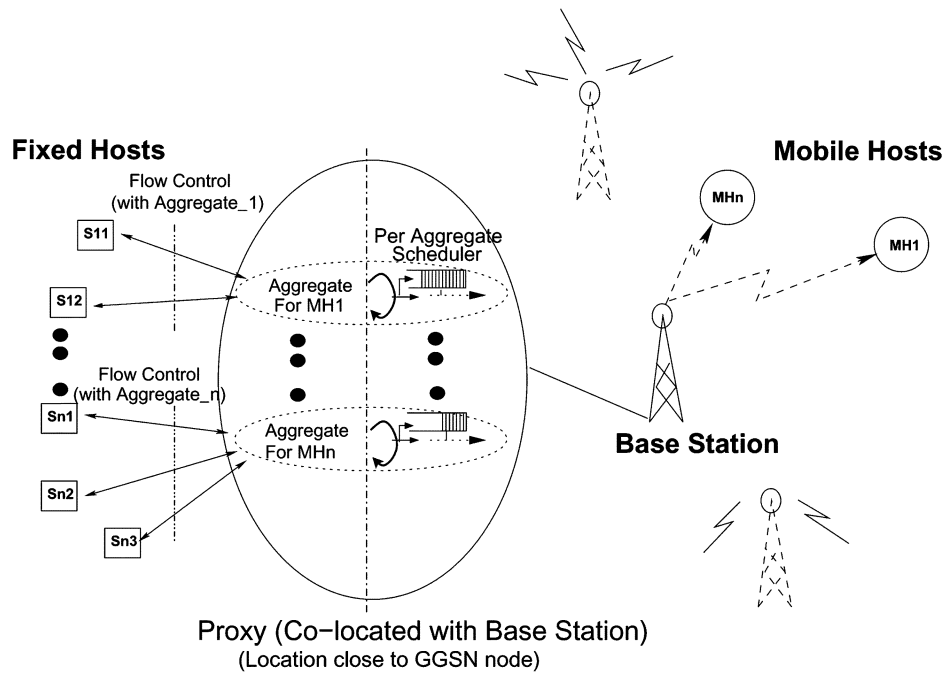 Fixed Hosts
Mobile Hosts
Flow Control
(with Aggregate_1)
MHn
S11
Per Aggregate
Scheduler
MH1
S12
Aggregate
For MH1
Flow Control
(with Aggregate_n)
Sn1
Aggregate
For MHn
Base Station
Sn2
Sn3
Proxy (Co−located with Base Station)
(Location close to GGSN node)